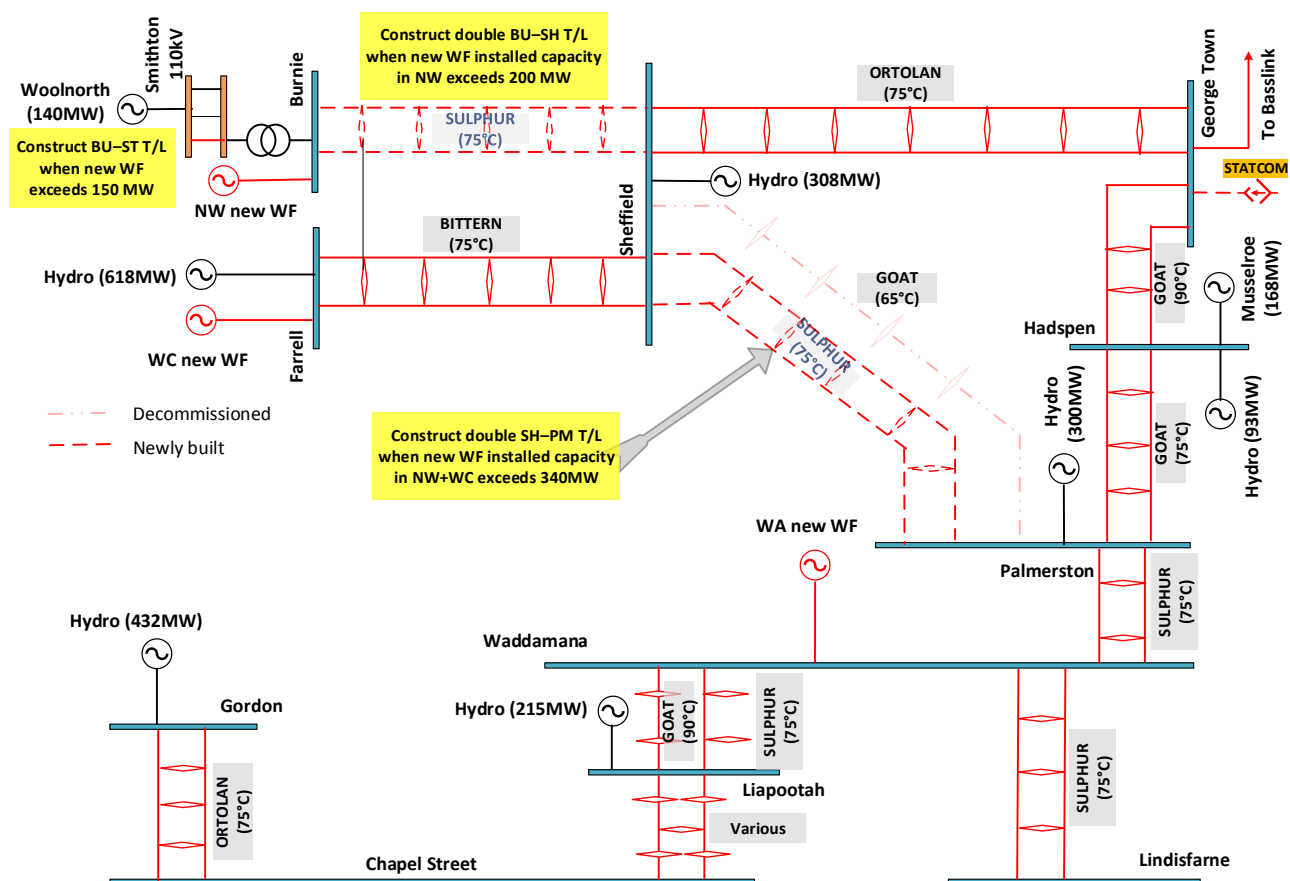 Construct double BU–SH T/L
when new WF installed capacity
in NW exceeds 200 MW
Smithton
110kV
Burnie
George Town
To Basslink
Woolnorth
(140MW)
ORTOLAN
(75°C)
SULPHUR
(75°C)
Construct BU–ST T/L
when new WF
exceeds 150 MW
STATCOM
NW new WF
Hydro (308MW)
BITTERN
(75°C)
Sheffield
Hydro (618MW)
GOAT
(65°C)
GOAT
(90°C)
Musselroe
(168MW)
WC new WF
Farrell
SULPHUR
(75°C)
Hadspen
Decommissioned
Newly built
Construct double SH–PM T/L
when new WF installed capacity
in NW+WC exceeds 340MW
Hydro
(300MW)
GOAT
(75°C)
Hydro (93MW)
WA new WF
Palmerston
SULPHUR
(75°C)
Hydro (432MW)
Waddamana
Gordon
Hydro (215MW)
GOAT
(90°C)
SULPHUR
(75°C)
SULPHUR
(75°C)
Liapootah
ORTOLAN
(75°C)
Various
Chapel Street
Lindisfarne